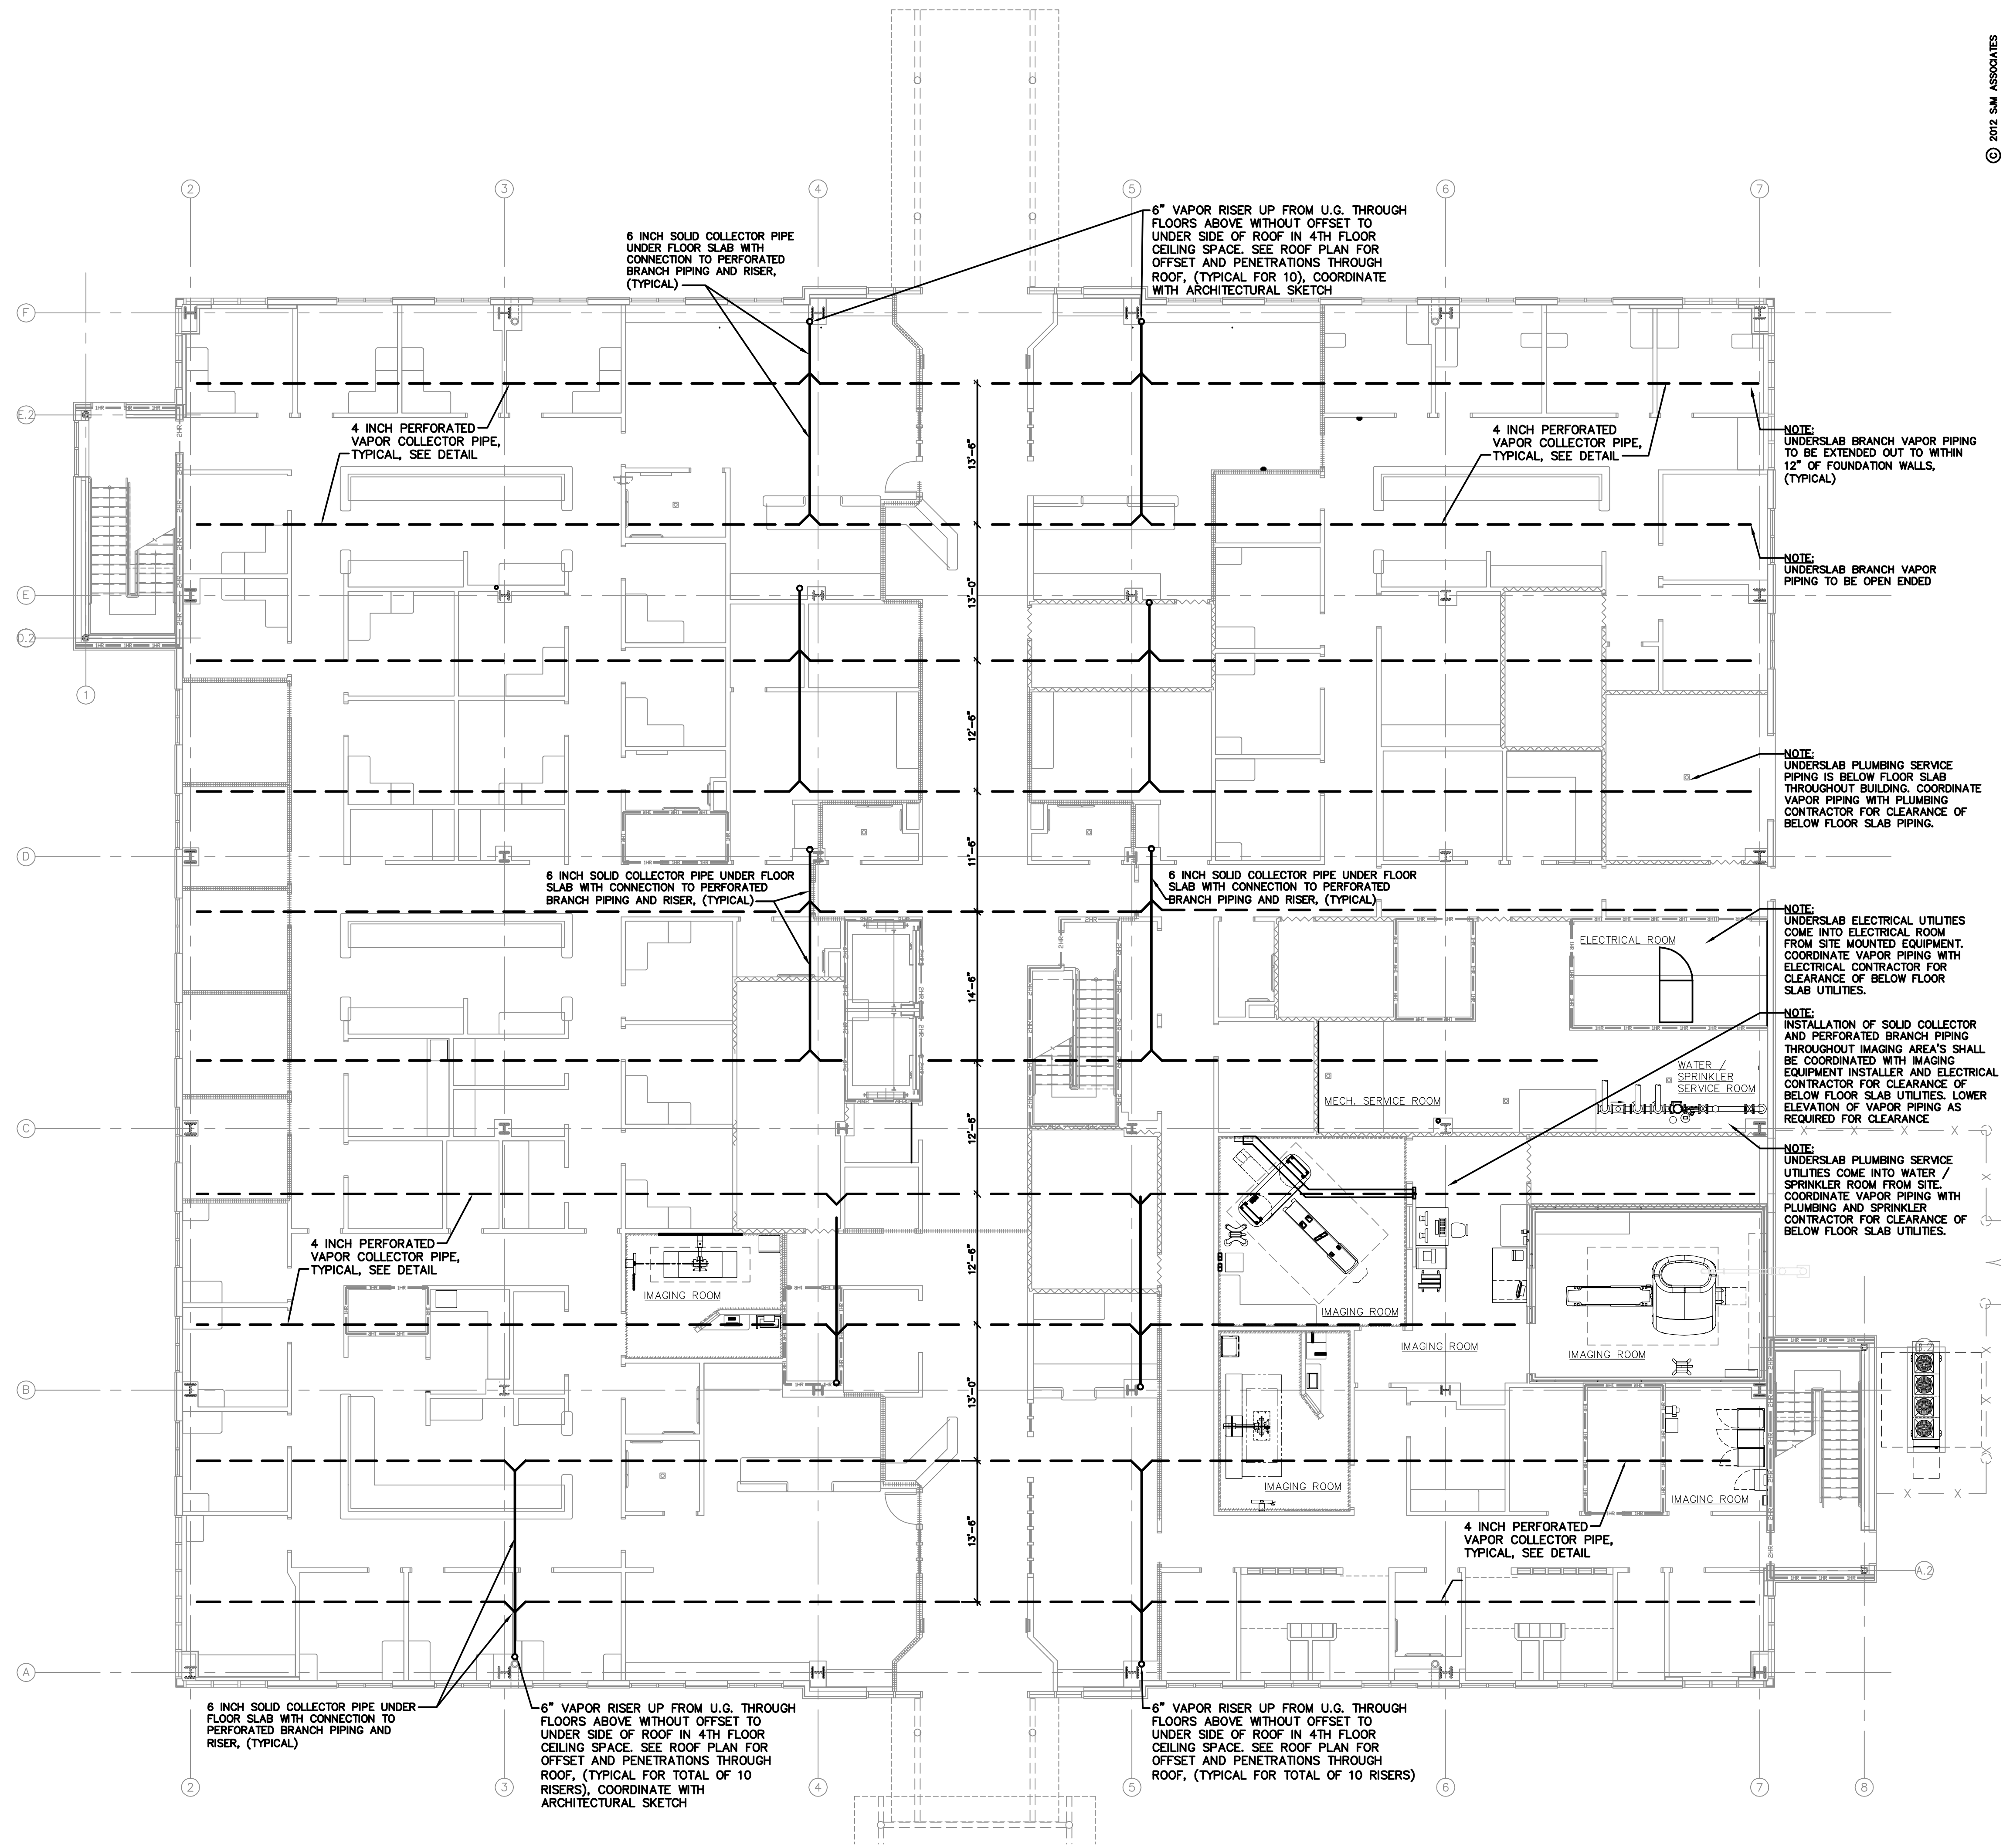 © 2012 SJM ASSOCIATES
2
3
4
5
6
7
6 INCH SOLID COLLECTOR PIPE
UNDER FLOOR SLAB WITH
CONNECTION TO PERFORATED
BRANCH PIPING AND RISER,
(TYPICAL)
6" VAPOR RISER UP FROM U.G. THROUGH
FLOORS ABOVE WITHOUT OFFSET TO
UNDER SIDE OF ROOF IN 4TH FLOOR
CEILING SPACE. SEE ROOF PLAN FOR
OFFSET AND PENETRATIONS THROUGH
ROOF, (TYPICAL FOR 10), COORDINATE
WITH ARCHITECTURAL SKETCH
F
E.2
4 INCH PERFORATED
VAPOR COLLECTOR PIPE,
TYPICAL, SEE DETAIL
13'-6"
4 INCH PERFORATED
VAPOR COLLECTOR PIPE,
TYPICAL, SEE DETAIL
NOTE:
UNDERSLAB BRANCH VAPOR PIPING
TO BE EXTENDED OUT TO WITHIN
12" OF FOUNDATION WALLS,
(TYPICAL)
NOTE:
UNDERSLAB BRANCH VAPOR
PIPING TO BE OPEN ENDED
E
13'-0"
D.2
1
12'-6"
NOTE:
UNDERSLAB PLUMBING SERVICE
PIPING IS BELOW FLOOR SLAB
THROUGHOUT BUILDING. COORDINATE
VAPOR PIPING WITH PLUMBING
CONTRACTOR FOR CLEARANCE OF
BELOW FLOOR SLAB PIPING.
D
11'-6"
6 INCH SOLID COLLECTOR PIPE UNDER FLOOR
SLAB WITH CONNECTION TO PERFORATED
BRANCH PIPING AND RISER, (TYPICAL)
6 INCH SOLID COLLECTOR PIPE UNDER FLOOR
SLAB WITH CONNECTION TO PERFORATED
BRANCH PIPING AND RISER, (TYPICAL)
NOTE:
UNDERSLAB ELECTRICAL UTILITIES
COME INTO ELECTRICAL ROOM
FROM SITE MOUNTED EQUIPMENT.
COORDINATE VAPOR PIPING WITH
ELECTRICAL CONTRACTOR FOR
CLEARANCE OF BELOW FLOOR
SLAB UTILITIES.
ELECTRICAL ROOM
14'-6"
NOTE:
INSTALLATION OF SOLID COLLECTOR
AND PERFORATED BRANCH PIPING
THROUGHOUT IMAGING AREA'S SHALL
BE COORDINATED WITH IMAGING
EQUIPMENT INSTALLER AND ELECTRICAL
CONTRACTOR FOR CLEARANCE OF
BELOW FLOOR SLAB UTILITIES. LOWER
ELEVATION OF VAPOR PIPING AS
REQUIRED FOR CLEARANCE
WATER /
SPRINKLER
SERVICE ROOM
MECH. SERVICE ROOM
C
12'-6"
NOTE:
UNDERSLAB PLUMBING SERVICE
UTILITIES COME INTO WATER /
SPRINKLER ROOM FROM SITE.
COORDINATE VAPOR PIPING WITH
PLUMBING AND SPRINKLER
CONTRACTOR FOR CLEARANCE OF
BELOW FLOOR SLAB UTILITIES.
4 INCH PERFORATED
VAPOR COLLECTOR PIPE,
TYPICAL, SEE DETAIL
12'-6"
IMAGING ROOM
IMAGING ROOM
IMAGING ROOM
IMAGING ROOM
B
13'-0"
IMAGING ROOM
IMAGING ROOM
4 INCH PERFORATED
VAPOR COLLECTOR PIPE,
TYPICAL, SEE DETAIL
13'-6"
A.2
A
6 INCH SOLID COLLECTOR PIPE UNDER
FLOOR SLAB WITH CONNECTION TO
PERFORATED BRANCH PIPING AND
RISER, (TYPICAL)
6" VAPOR RISER UP FROM U.G. THROUGH
FLOORS ABOVE WITHOUT OFFSET TO
UNDER SIDE OF ROOF IN 4TH FLOOR
CEILING SPACE. SEE ROOF PLAN FOR
OFFSET AND PENETRATIONS THROUGH
ROOF, (TYPICAL FOR TOTAL OF 10
RISERS), COORDINATE WITH
ARCHITECTURAL SKETCH
6" VAPOR RISER UP FROM U.G. THROUGH
FLOORS ABOVE WITHOUT OFFSET TO
UNDER SIDE OF ROOF IN 4TH FLOOR
CEILING SPACE. SEE ROOF PLAN FOR
OFFSET AND PENETRATIONS THROUGH
ROOF, (TYPICAL FOR TOTAL OF 10 RISERS)
2
3
4
5
6
7
8